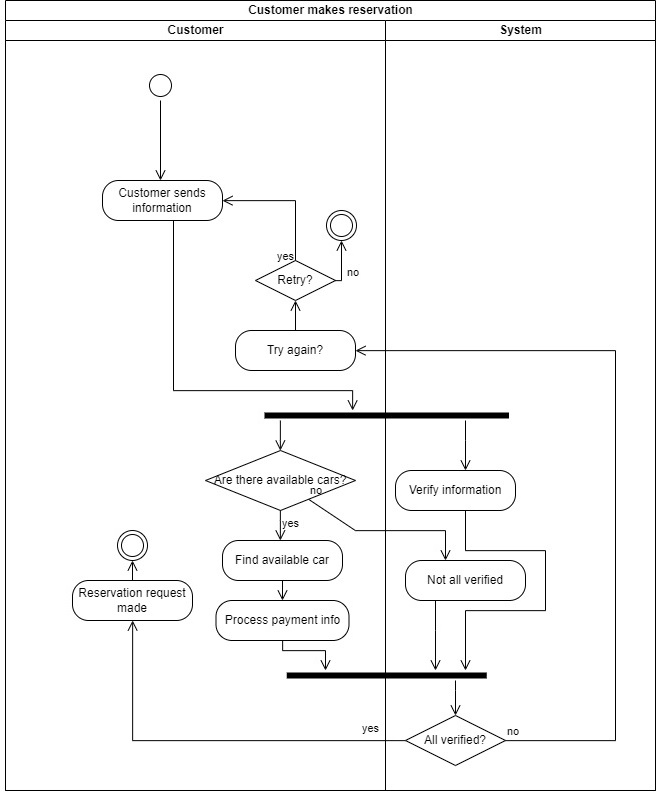 Customer makes reservation
Customer
System
Customer sends
information
yes
no
Retry?
Try again?
Are there available cars?
no
Verify information
yes
Find available car
Not all verified
Reservation request
made
Process payment info
yes
no
All verified?